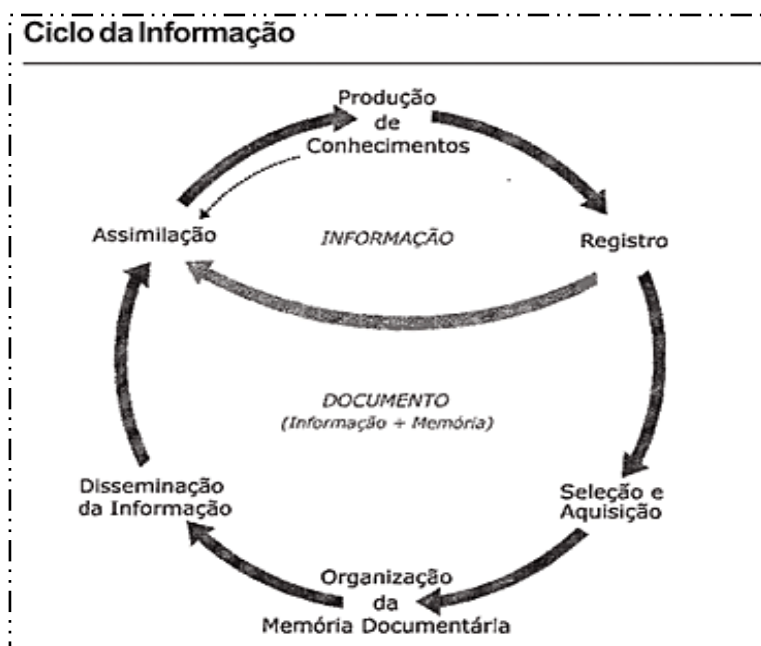 Ciclo da Informação
Produção
de
Conhecimentos
Assimilação
INFORMAÇÃO
Registro
DOCUMENTO
(Informação + Memória)
Disseminação
da Informação
Seleção e
Aquisição
Organização
da
Memória Documentária